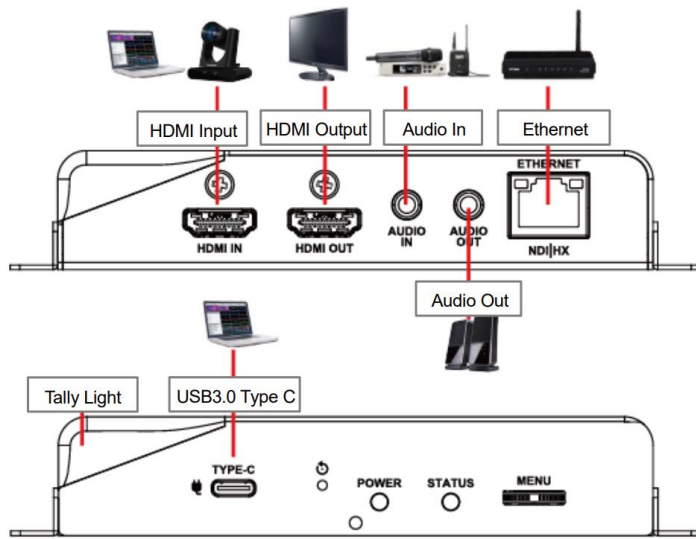 HDMI Input
HDMI Output
Audio In
Ethernet
ETHERNET
HDMI IN
HDMI OUT
AUDIO
IN
AUDIO
OUT
NDI|HX
Audio Out
Tally Light
USB3.0 Type C
TYPE-C
POWER
STATUS
MENU